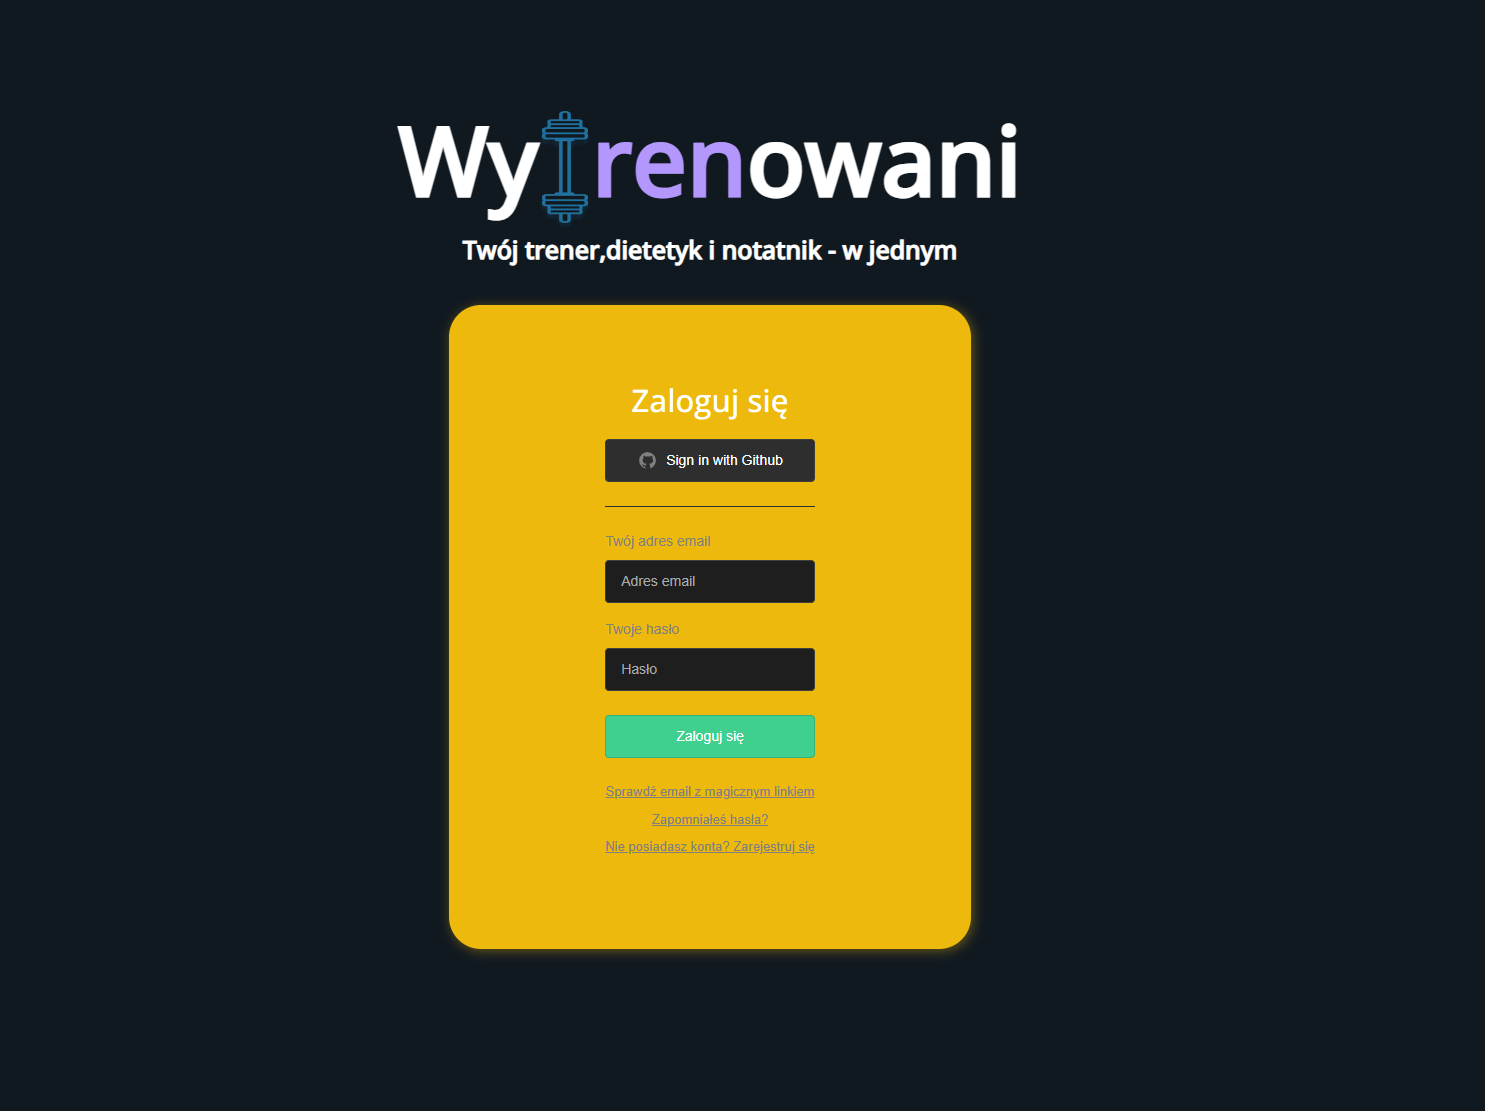 Wytrenowani
Twój trener,dietetyk i notatnik - w jednym
Zaloguj się
Sign in with Github
Twój adres email
Adres email
Twoje hasło
Hasło
Zaloguj się
Sprawdź email z magicznym linkiem
Zapomniałeś hasła?
Nie posiadasz konta? Zarejestruj się